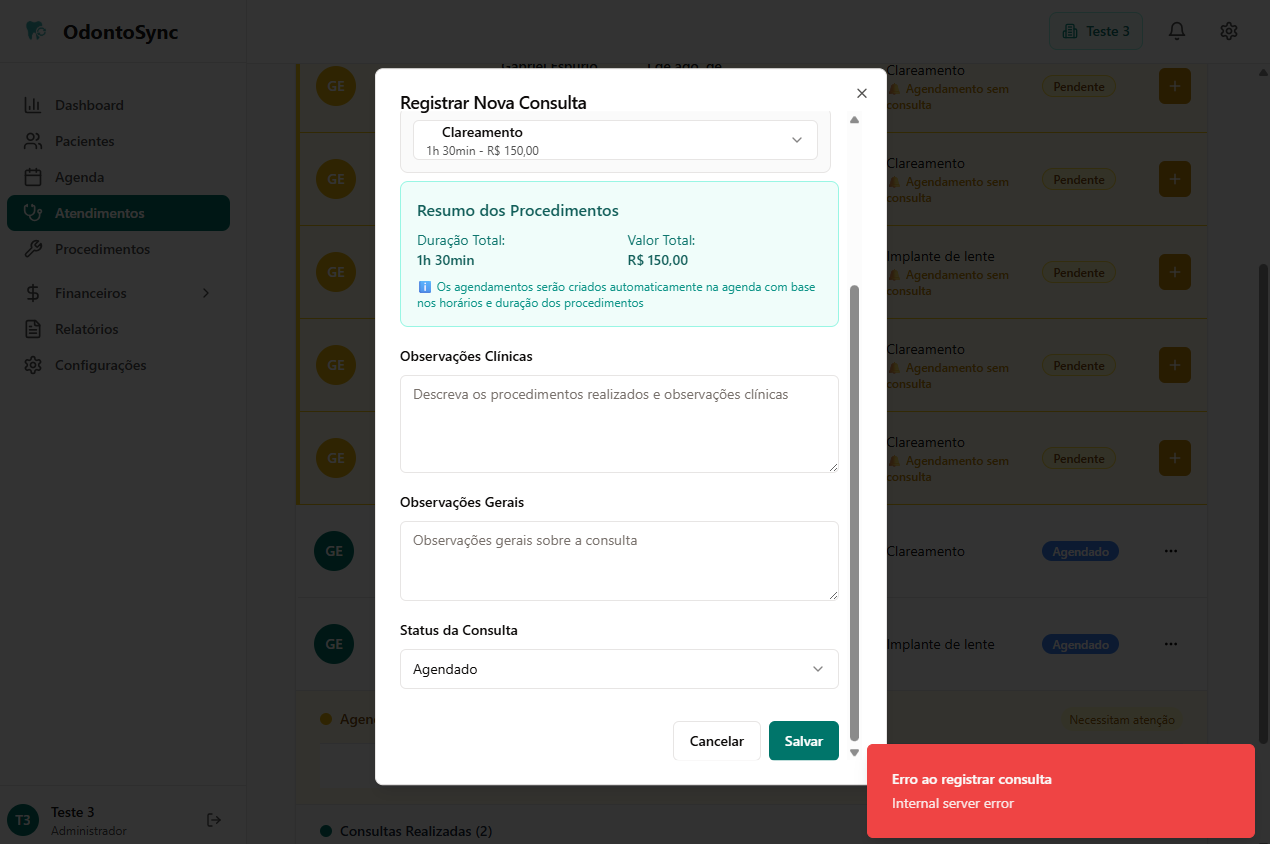 OdontoSync
Teste 3
Dashboard
Pacientes
Agenda
Atendimentos
Procedimentos
Financeiros
Relatórios
Configurações
Teste 3
T3
Administrador
GE
Clareamento
Agendamento sem
consulta
Pendente
+
GE
Clareamento
Agendamento sem
consulta
Pendente
+
GE
Implante de lente
Agendamento sem
consulta
Pendente
+
GE
Clareamento
Agendamento sem
consulta
Pendente
+
GE
Clareamento
Agendamento sem
consulta
Pendente
+
GE
Clareamento
Agendado
GE
Implante de lente
Agendado
Necessitam atenção
Consultas Realizadas (2)
Registrar Nova Consulta
Clareamento
1h 30min - R$ 150,00
Resumo dos Procedimentos
Duração Total: Valor Total:
1h 30min R$ 150,00
Os agendamentos serão criados automaticamente na agenda com base
nos horários e duração dos procedimentos
Observações Clínicas
Descreva os procedimentos realizados e observações clínicas
Observações Gerais
Observações gerais sobre a consulta
Status da Consulta
Agendado
Cancelar Salvar
Erro ao registrar consulta
Internal server error